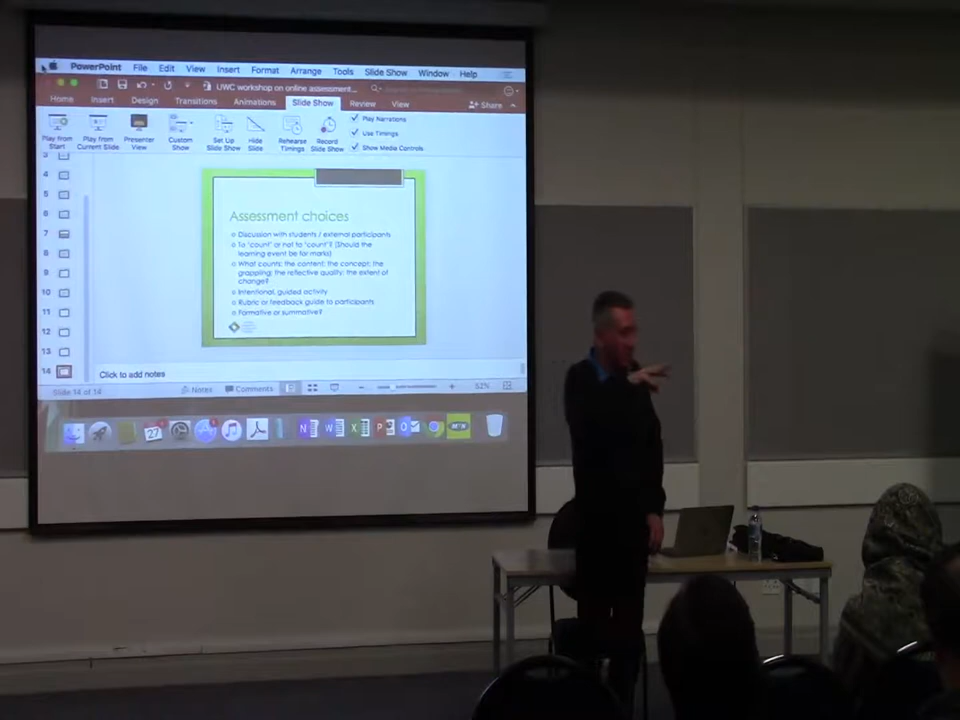 PowerPoint File Edit View Insert Format Arrange Tools Slide Show Window Help
UWC workshop on online assessment...
Home Insert Design Transitions Animations Slide Show Review View Share
Play from Start
Play from Current Slide
Presenter View
Custom Show
Set Up Slide Show
Hide Slide
Rehearse Timings
Record Slide Show
Play Narrations
Use Timings
Show Media Controls
3
4
5
6
7
8
9
10
11
12
13
14
Assessment choices
Discussion with students / external participants
To 'count' or not to 'count'? (Should the
learning event be for marks)
What counts: the content; the concept; the
grappling; the reflective quality; the extent of
change?
Intentional, guided activity
Rubric or feedback guide to participants
Formative or summative?
Click to add notes
Slide 14 of 14 Notes Comments 52%
27